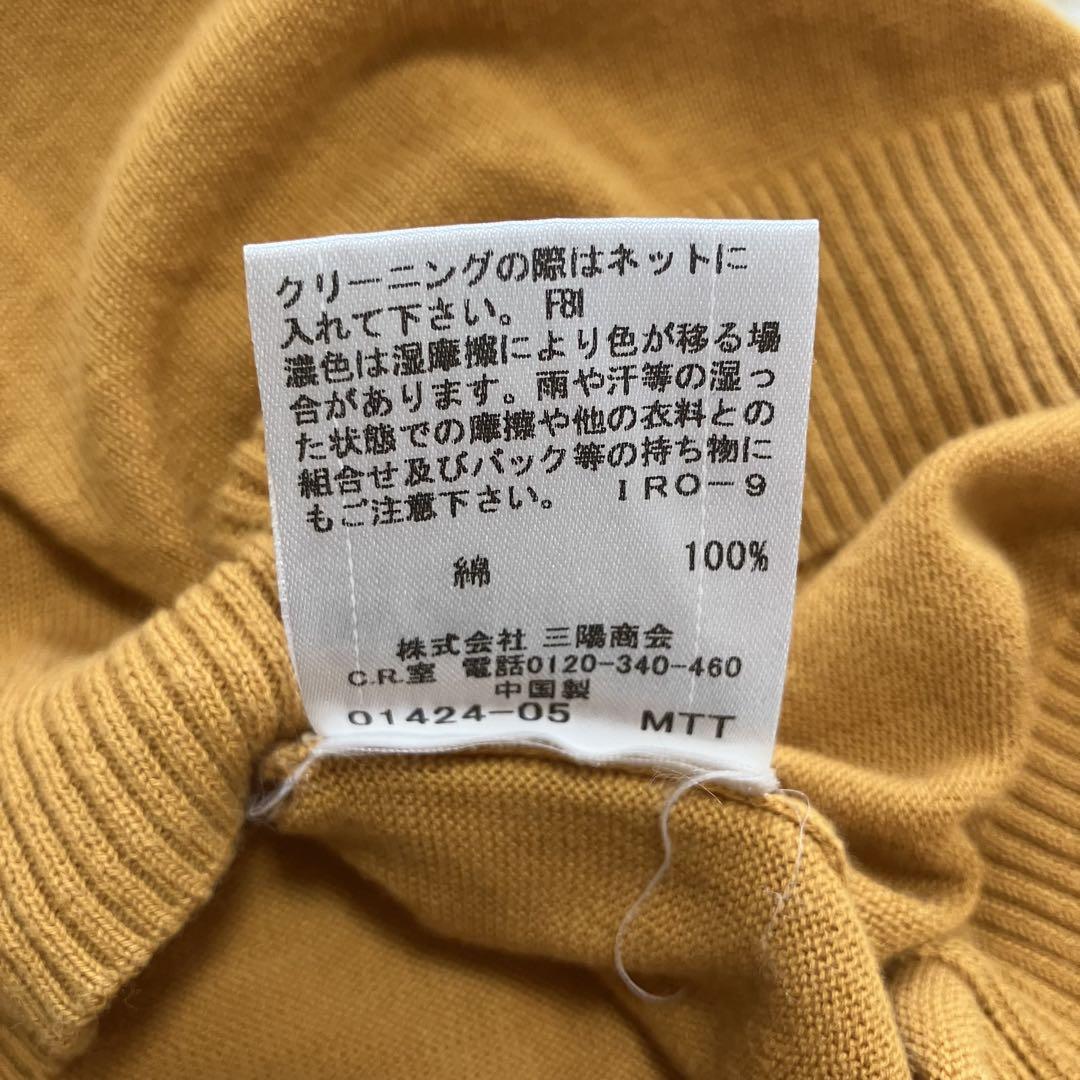 クリーニングの際はネットに
入れて下さい。 F81
濃色は湿摩擦により色が移る場
合があります。雨や汗等の湿っ
た状態での摩擦や他の衣料との
組合せ及びバック等の持ち物に
もご注意下さい。 IRO-9
綿 100%
株式会社 三陽商会
C.R.室 電話0120-340-460
中国製
01424-05 MTT